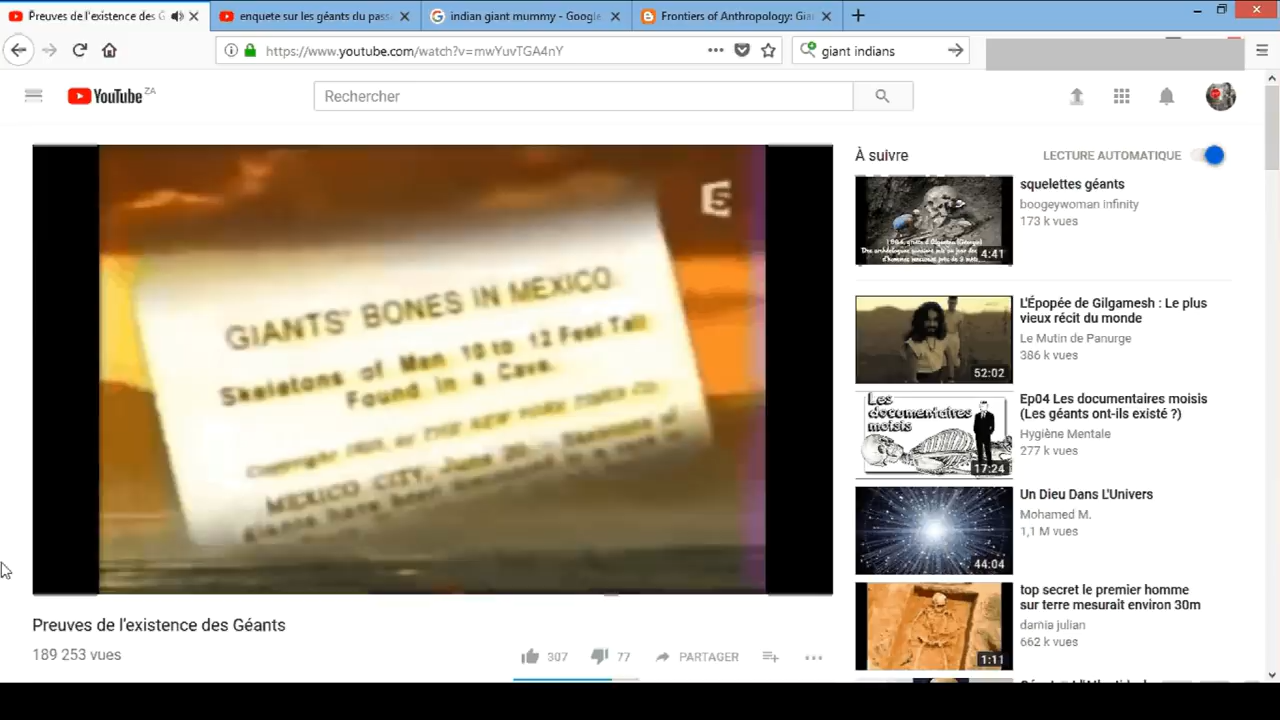 Preuves de l'existence des G
enquete sur les géants du pass
indian giant mummy - Google
Frontiers of Anthropology: Gia
https://www.youtube.com/watch?v=mwYuvTGA4nY
giant indians
YouTube ZA
Rechercher
GIANTS' BONES IN MEXICO
Skeletons of Men 10 to 12 Feet Tall
Found in a Cave.
MEXICO CITY, June
À suivre
LECTURE AUTOMATIQUE
squelettes géants
boogeywoman infinity
173 k vues
4:41
L'Épopée de Gilgamesh : Le plus
vieux récit du monde
Le Mutin de Panurge
386 k vues
52:02
Les
documentaires
moisis
17:24
Ep04 Les documentaires moisis
(Les géants ont-ils existé ?)
Hygiène Mentale
277 k vues
Un Dieu Dans L'Univers
Mohamed M.
1,1 M vues
44:04
top secret le premier homme
sur terre mesurait environ 30m
damia julian
662 k vues
1:11
Preuves de l'existence des Géants
189 253 vues
307
77
PARTAGER